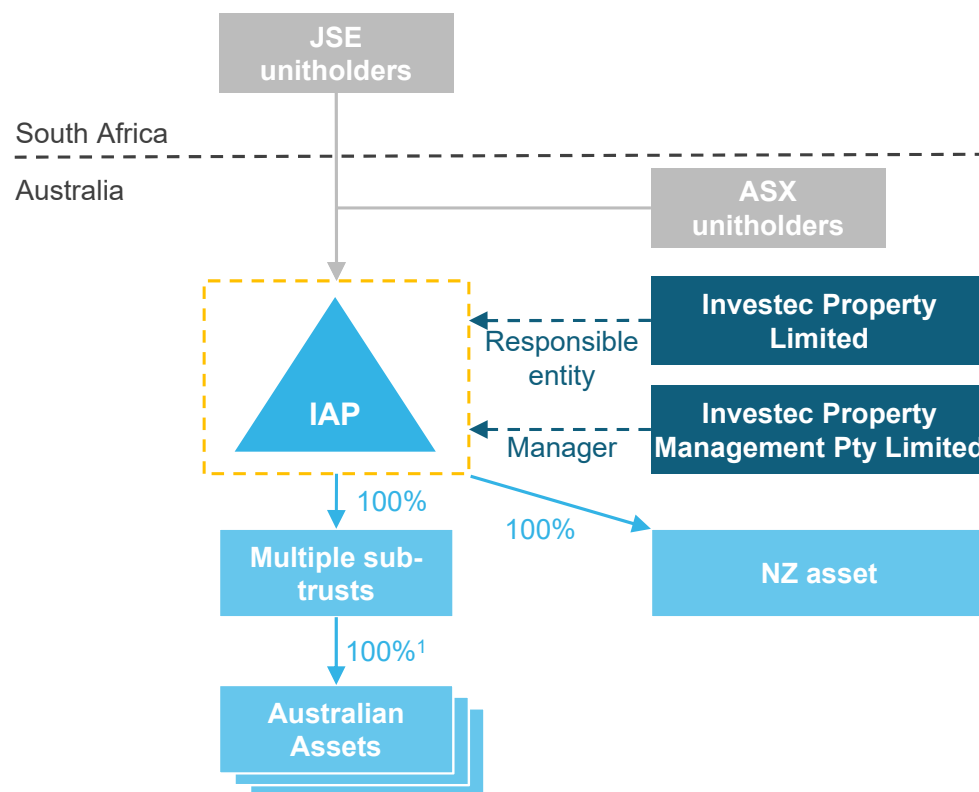 JSE
unitholders
South Africa
Australia
ASX
unitholders
Investec Property
Limited
Responsible
entity
IAP
Investec Property
Management Pty Limited
Manager
100%
100%
Multiple sub-
trusts
NZ asset
100%¹
Australian
Assets